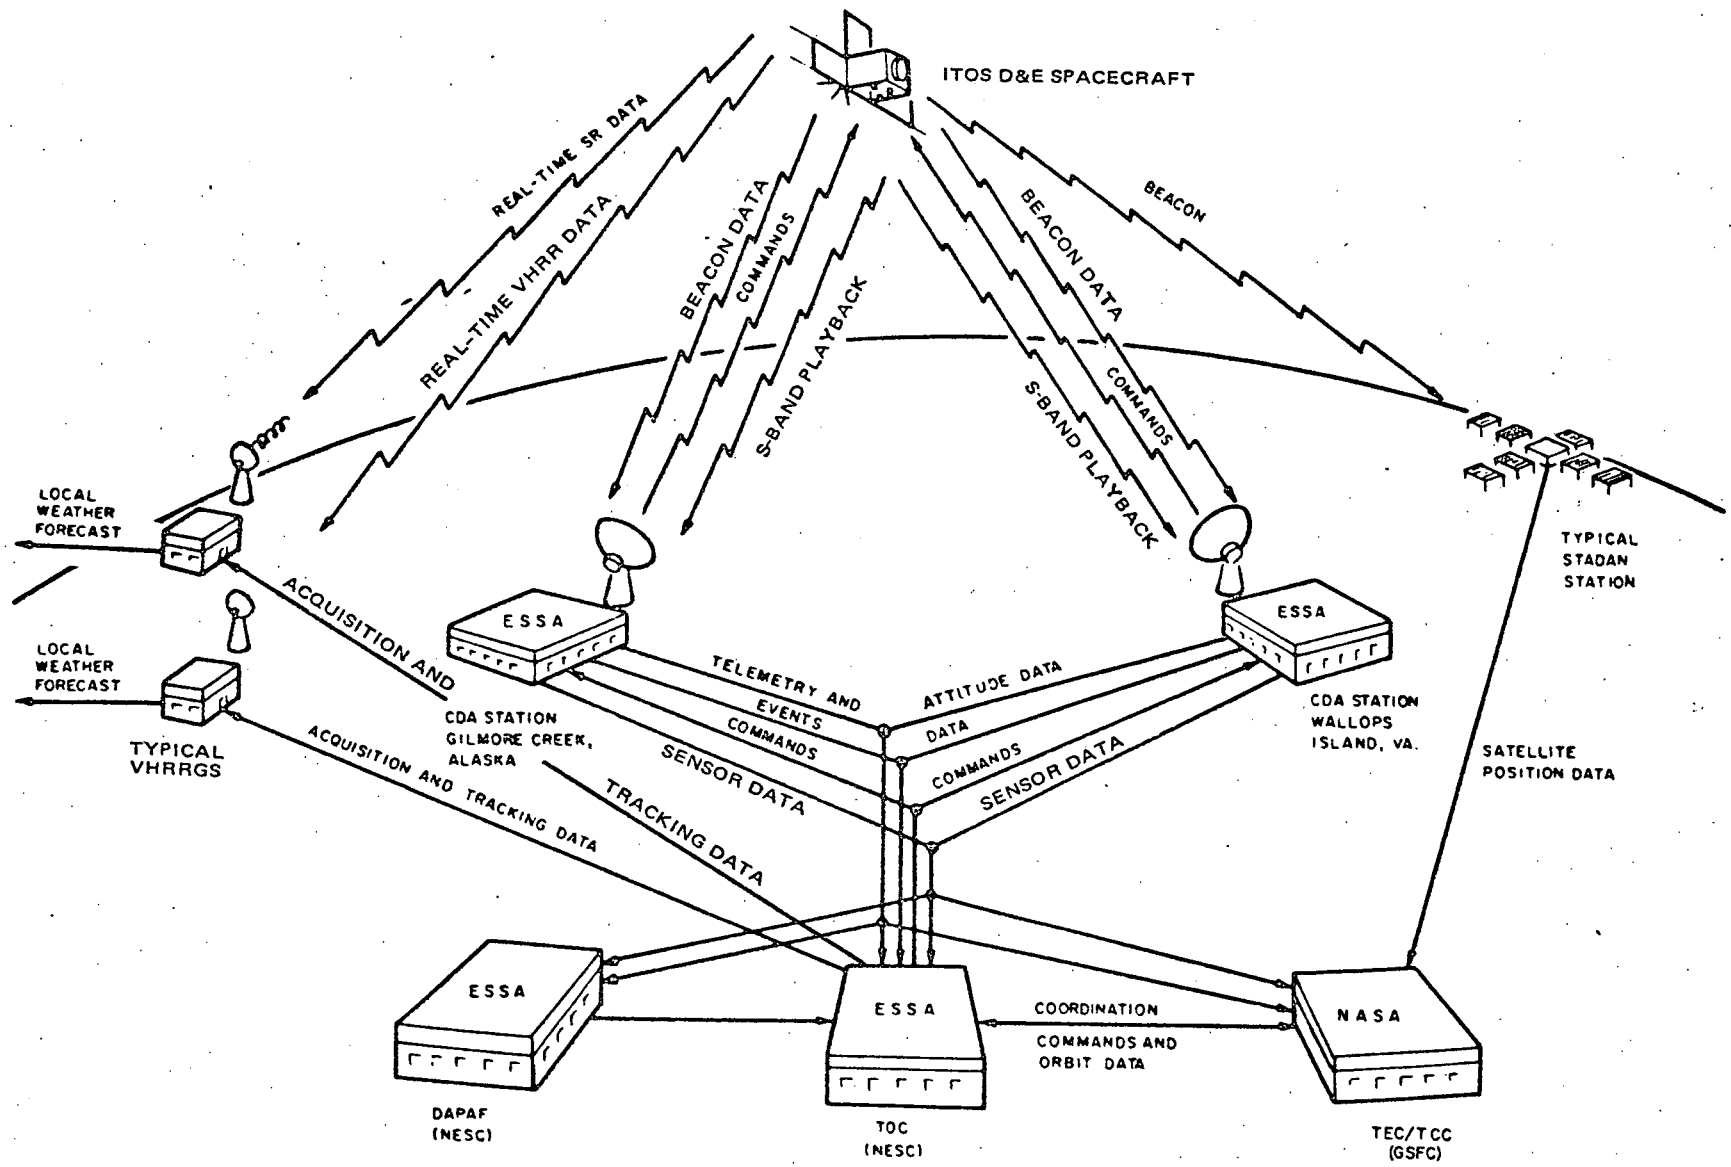 ITOS D&E SPACECRAFT
REAL-TIME SR DATA
REAL-TIME VHRR DATA
BEACON DATA
COMMANDS
S-BAND PLAYBACK
BEACON DATA
COMMANDS
S-BAND PLAYBACK
BEACON
LOCAL
WEATHER
FORECAST
LOCAL
WEATHER
FORECAST
TYPICAL
VHRRGS
ACQUISITION AND
TRACKING DATA
ACQUISITION AND TRACKING DATA
ESSA
CDA STATION
GILMORE CREEK,
ALASKA
TELEMETRY AND
EVENTS
COMMANDS
SENSOR DATA
ATTITUDE DATA
DATA
COMMANDS
SENSOR DATA
ESSA
CDA STATION
WALLOPS
ISLAND, VA.
TYPICAL
STADAN
STATION
SATELLITE
POSITION DATA
ESSA
DAPAF
(NESC)
ESSA
TOC
(NESC)
COORDINATION
COMMANDS AND
ORBIT DATA
NASA
TEC/TCC
(GSFC)